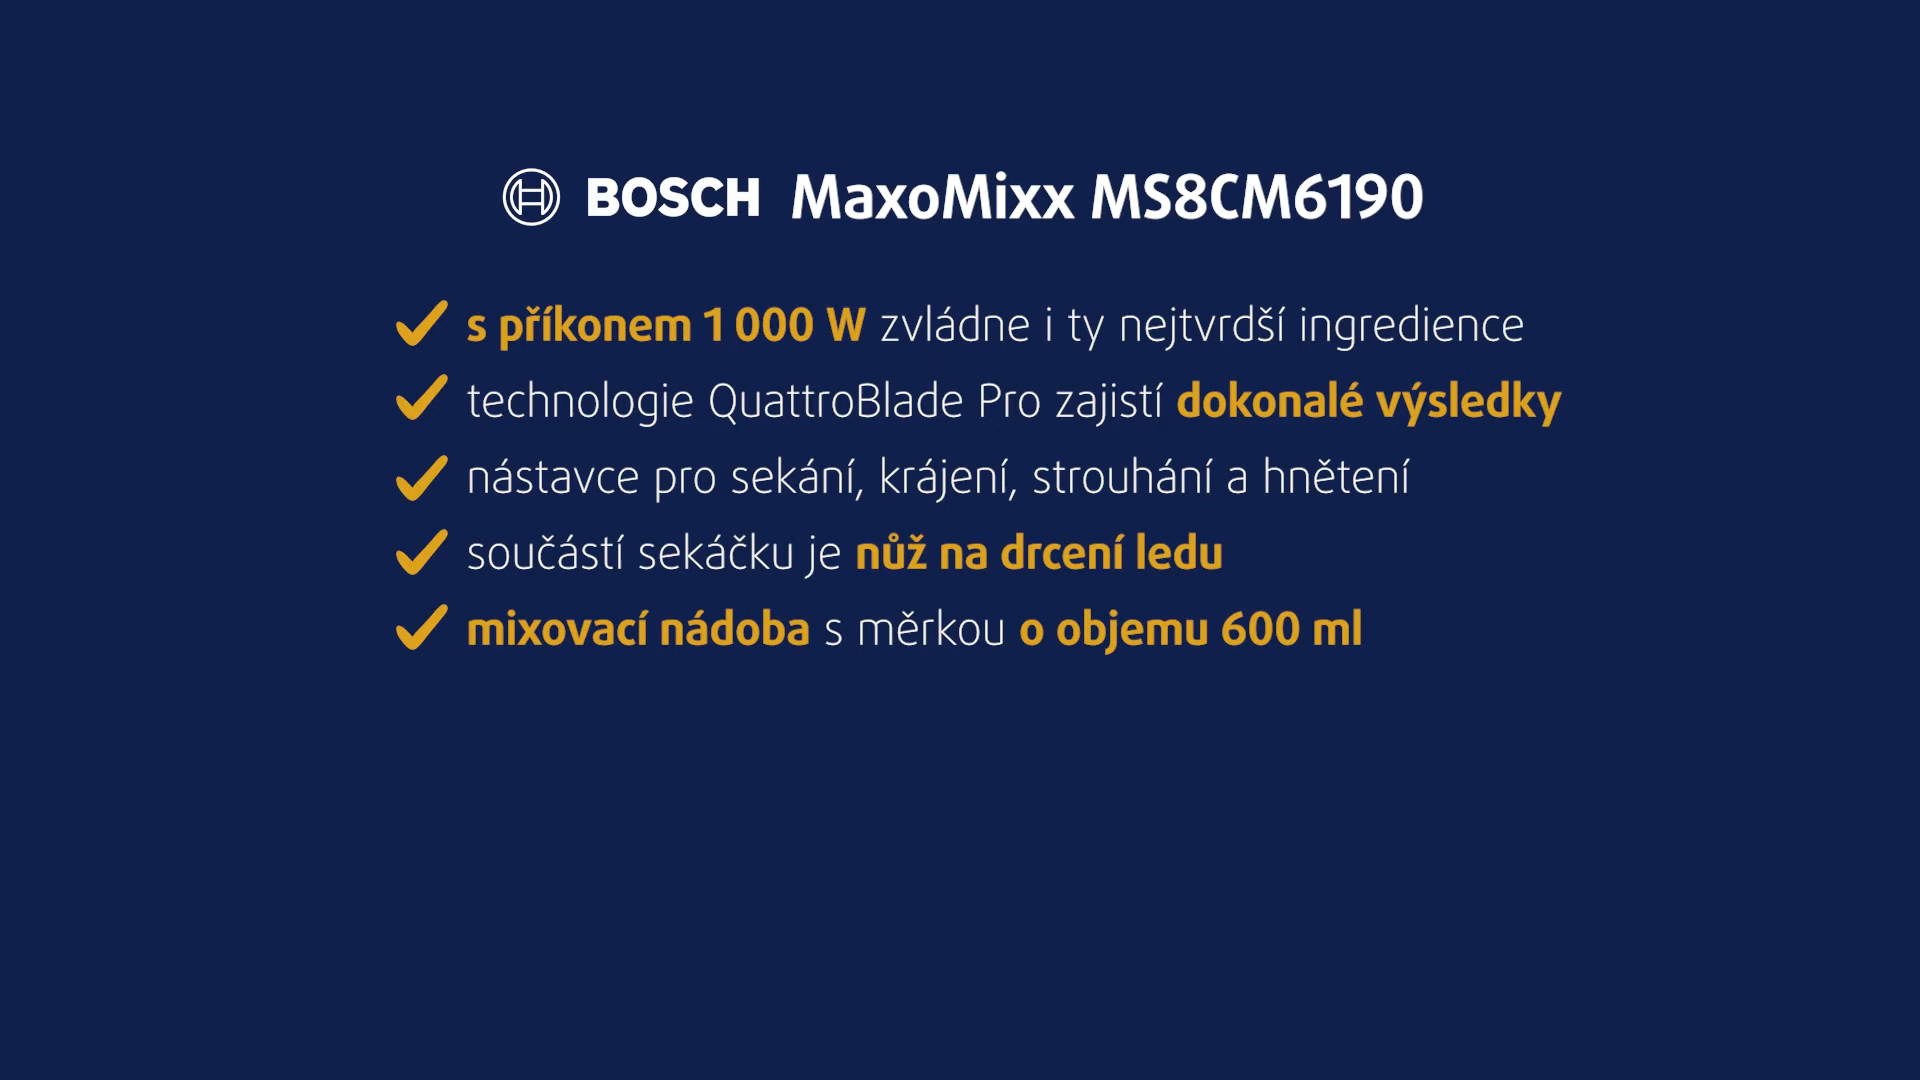 BOSCH MaxoMixx MS8CM6190
s příkonem 1 000 W zvládne i ty nejtvrdší ingredience
technologie QuattroBlade Pro zajistí dokonalé výsledky
nástavce pro sekání, krájení, strouhání a hnětení
součástí sekáčku je nůž na drcení ledu
mixovací nádoba s měrkou o objemu 600 ml